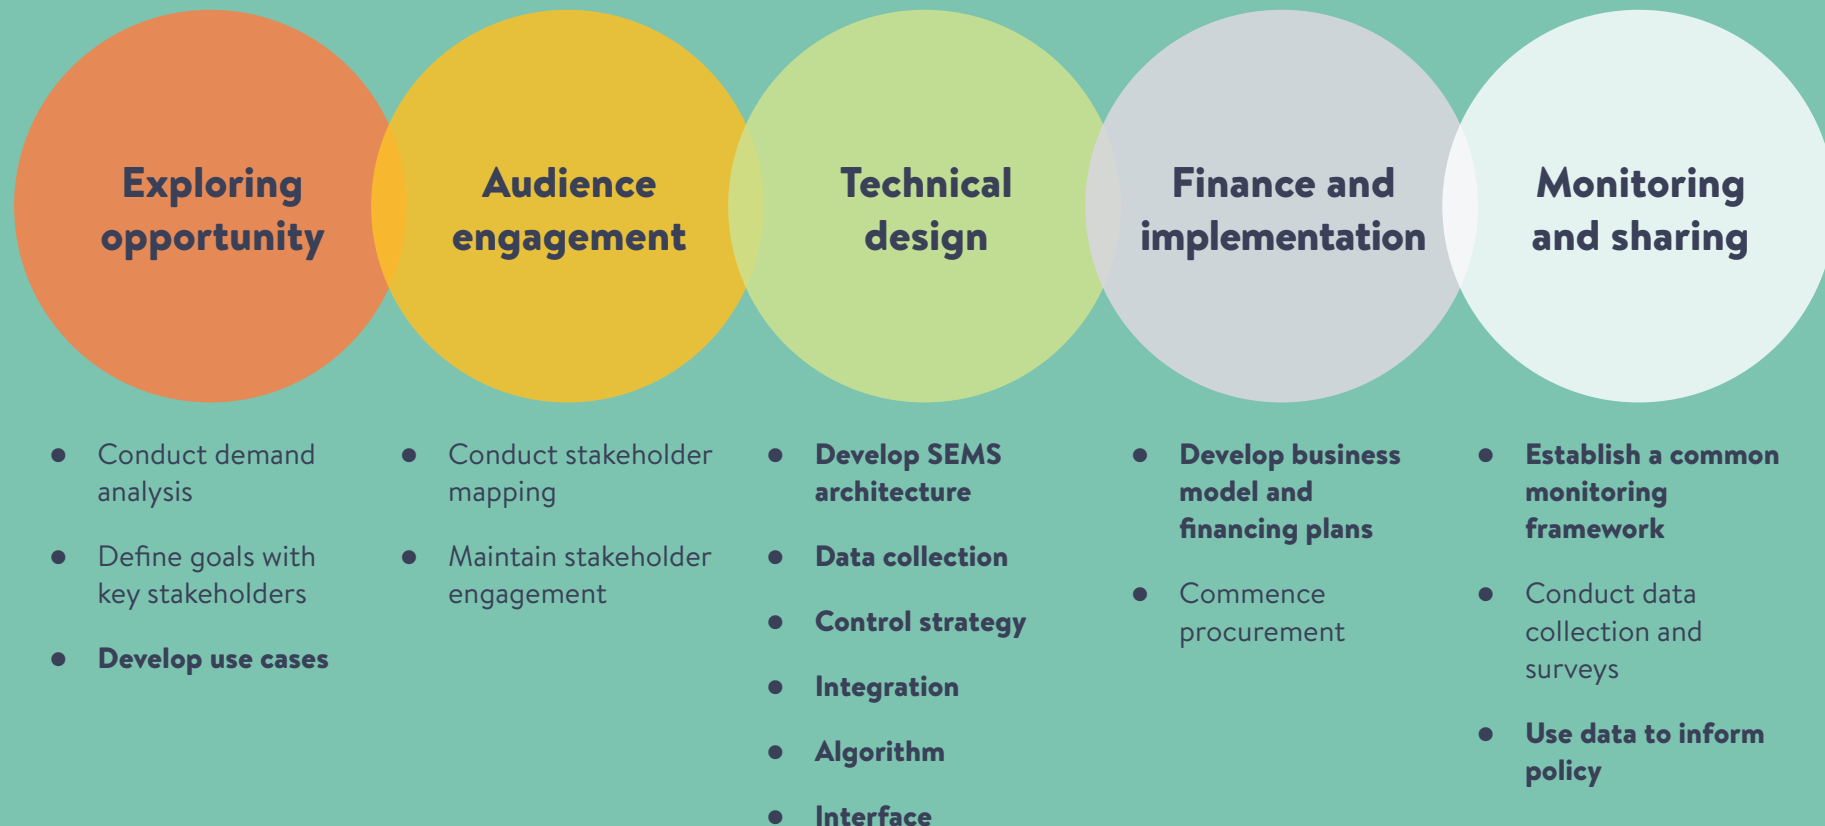 Exploring
opportunity
Audience
engagement
Technical
design
Finance and
implementation
Monitoring
and sharing
● Conduct demand
analysis
● Define goals with
key stakeholders
● Develop use cases
● Conduct stakeholder
mapping
● Maintain stakeholder
engagement
● Develop SEMS
architecture
● Data collection
● Control strategy
● Integration
● Algorithm
● Interface
● Develop business
model and
financing plans
● Commence
procurement
● Establish a common
monitoring
framework
● Conduct data
collection and
surveys
● Use data to inform
policy